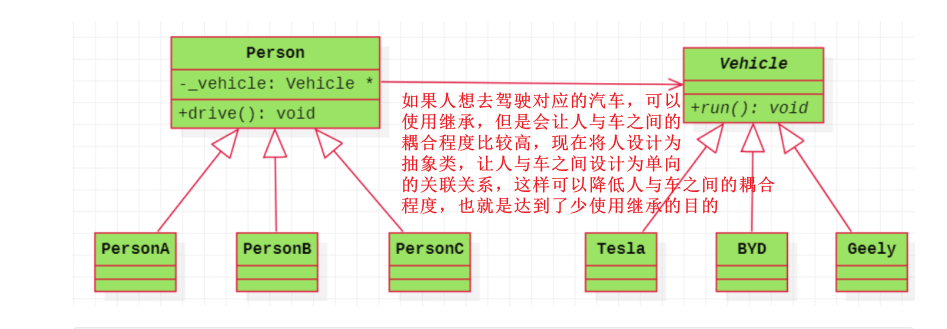 Person
-_vehicle: Vehicle *
+drive(): void
Vehicle
+run(): void
如果人想去驾驶对应的汽车，可以
使用继承，但是会让人与车之间的
耦合程度比较高，现在将人设计为
抽象类，让人与车之间设计为单向
的关联关系，这样可以降低人与车之间的耦合
程度，也就是达到了少使用继承的目的
PersonA
PersonB
PersonC
Tesla
BYD
Geely